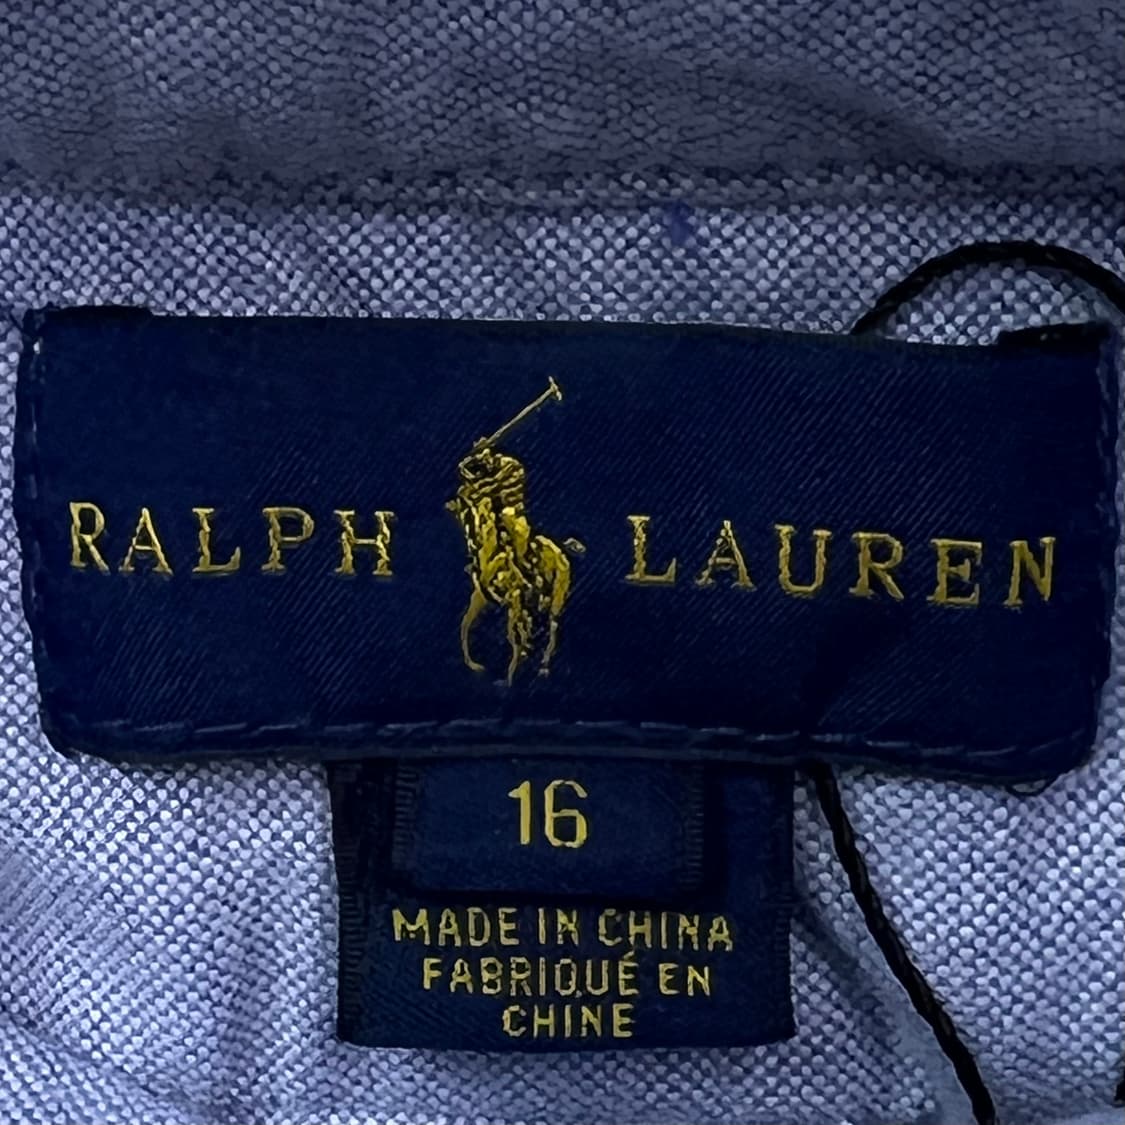 RALPH LAUREN
16
MADE IN CHINA
FABRIQUÉ EN
CHINE